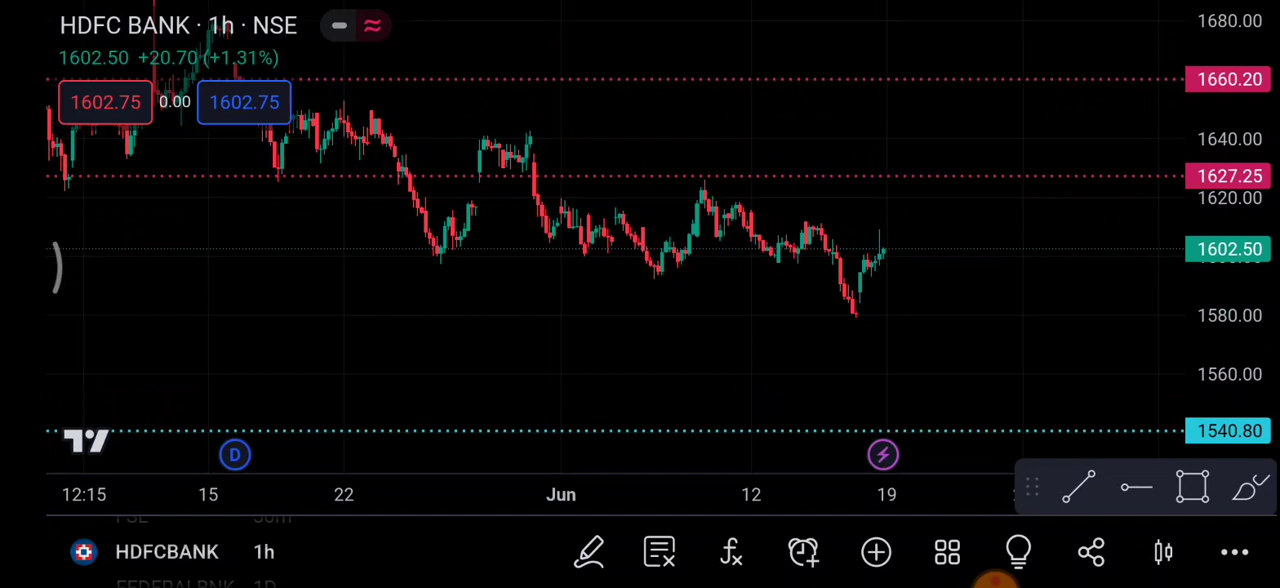 HDFC BANK · 1h · NSE
1602.50 +20.70 (+1.31%)
1602.75 0.00 1602.75
1680.00
1660.20
1640.00
1627.25
1620.00
1602.50
1580.00
1560.00
1540.80
D
12:15 15 22 Jun 12 19
HDFCBANK 1h